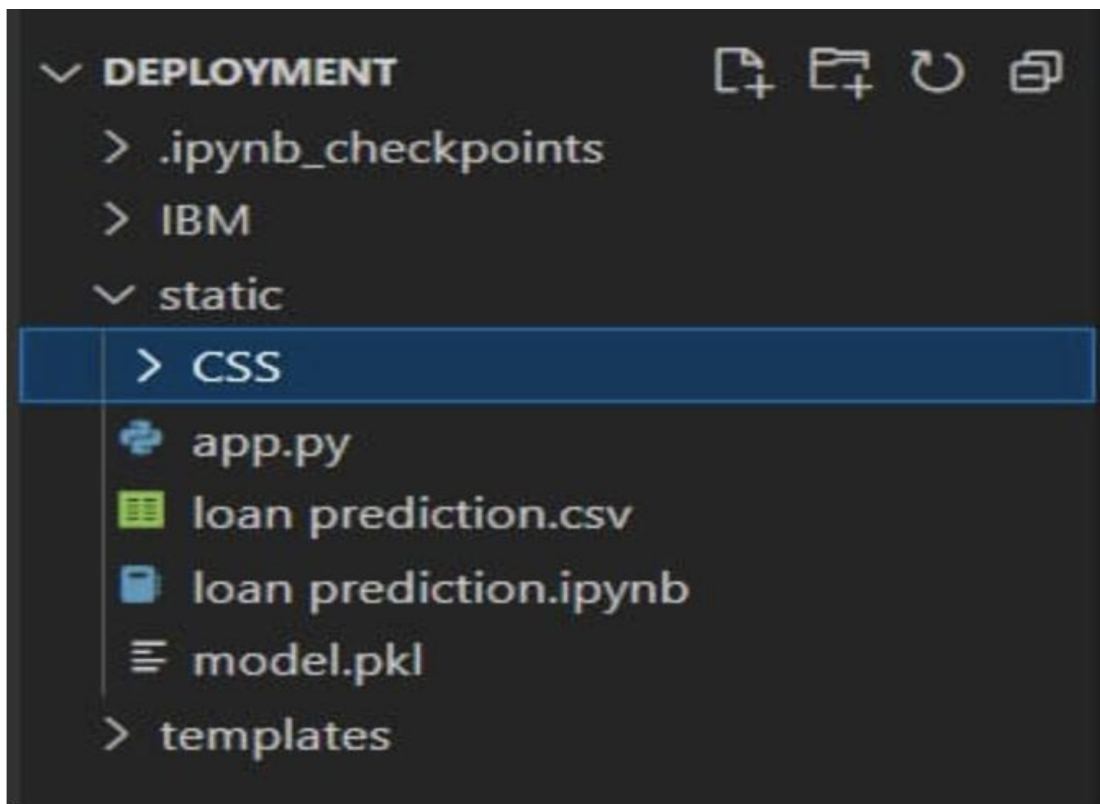 DEPLOYMENT
.ipynb_checkpoints
IBM
static
CSS
app.py
loan prediction.csv
loan prediction.ipynb
model.pkl
templates